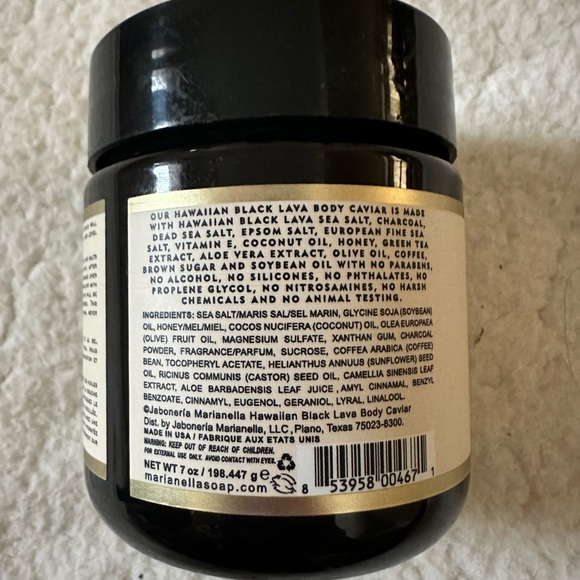 OUR HAWAIIAN BLACK LAVA BODY CAVIAR IS MADE
WITH HAWAIIAN BLACK LAVA SEA SALT, CHARCOAL,
DEAD SEA SALT, EPSOM SALT, EUROPEAN FINE SEA
SALT, VITAMIN E, COCONUT OIL, HONEY, GREEN TEA
EXTRACT, ALOE VERA EXTRACT, OLIVE OIL, COFFEE,
BROWN SUGAR AND SOYBEAN OIL WITH NO PARABENS,
NO ALCOHOL, NO SILICONES, NO PHTHALATES, NO
PROPLENE GLYCOL, NO NITROSAMINES, NO HARSH
CHEMICALS AND NO ANIMAL TESTING.
INGREDIENTS: SEA SALT/MARIS SAL/SEL MARIN, GLYCINE SOJA (SOYBEAN)
OIL, HONEY/MEL/MIEL, COCOS NUCIFERA (COCONUT) OIL, OLEA EUROPAEA
(OLIVE) FRUIT OIL, MAGNESIUM SULFATE, XANTHAN GUM, CHARCOAL
POWDER, FRAGRANCE/PARFUM, SUCROSE, COFFEA ARABICA (COFFEE)
BEAN, TOCOPHERYL ACETATE, HELIANTHUS ANNUUS (SUNFLOWER) SEED
OIL, RICINUS COMMUNIS (CASTOR) SEED OIL, CAMELLIA SINENSIS LEAF
EXTRACT, ALOE BARBADENSIS LEAF JUICE , AMYL CINNAMAL, BENZYL
BENZOATE, CINNAMYL, EUGENOL, GERANIOL, LYRAL, LINALOOL.
©Jabonería Marianella Hawaiian Black Lava Body Caviar
Dist. by Jabonería Marianella, LLC, Plano, Texas 75023-8300.
MADE IN USA / FABRIQUE AUX ETATS UNIS
WARNING: KEEP OUT OF REACH OF CHILDREN.
FOR EXTERNAL USE ONLY. AVOID CONTACT WITH EYES.
NET WT 7 oz / 198.447 g e
marianellasoap.com
8 53958 00467 1